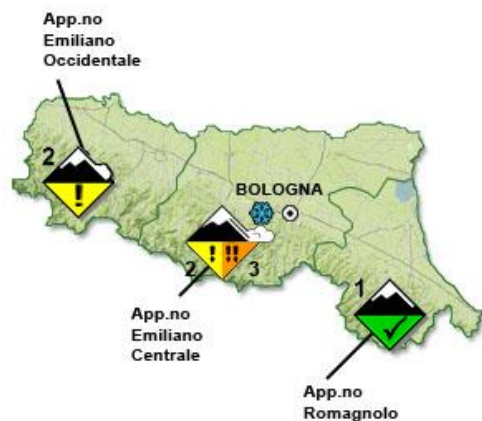 App.no
Emiliano
Occidentale
2
!
BOLOGNA
! !!
2 3
App.no
Emiliano
Centrale
1
App.no
Romagnolo